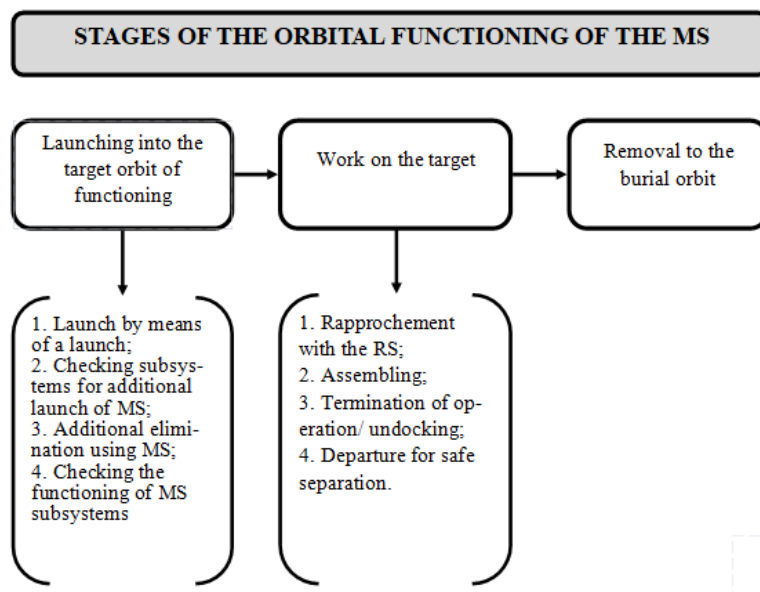 STAGES OF THE ORBITAL FUNCTIONING OF THE MS
Launching into the
target orbit of
functioning
Work on the target
Removal to the
burial orbit
1. Launch by means
of a launch;
2. Checking subsys-
tems for additional
launch of MS;
3. Additional elimi-
nation using MS;
4. Checking the
functioning of MS
subsystems
1. Rapprochement
with the RS;
2. Assembling;
3. Termination of op-
eration/ undocking;
4. Departure for safe
separation.